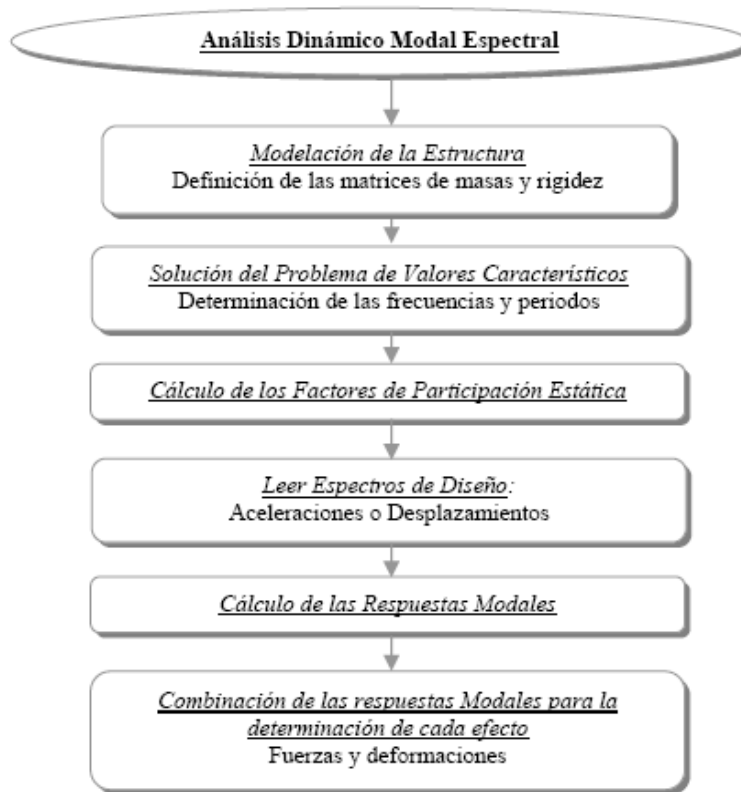 Análisis Dinámico Modal Espectral
Modelación de la Estructura
Definición de las matrices de masas y rigidez
Solución del Problema de Valores Característicos
Determinación de las frecuencias y periodos
Cálculo de los Factores de Participación Estática
Leer Espectros de Diseño:
Aceleraciones o Desplazamientos
Cálculo de las Respuestas Modales
Combinación de las respuestas Modales para la
determinación de cada efecto
Fuerzas y deformaciones